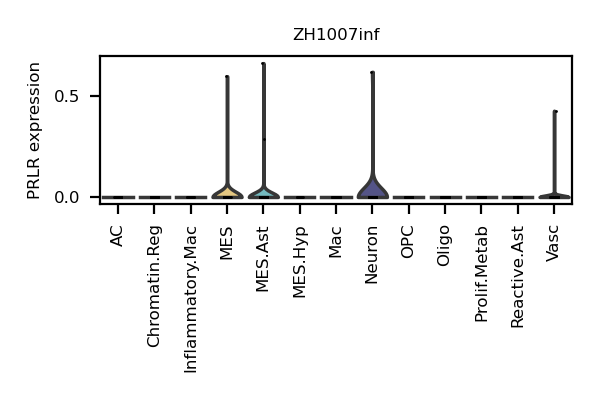 ZH1007inf
PRLR expression
0.5
0.0
AC
Chromatin.Reg
Inflammatory.Mac
MES
MES.Ast
MES.Hyp
Mac
Neuron
OPC
Oligo
Prolif.Metab
Reactive.Ast
Vasc